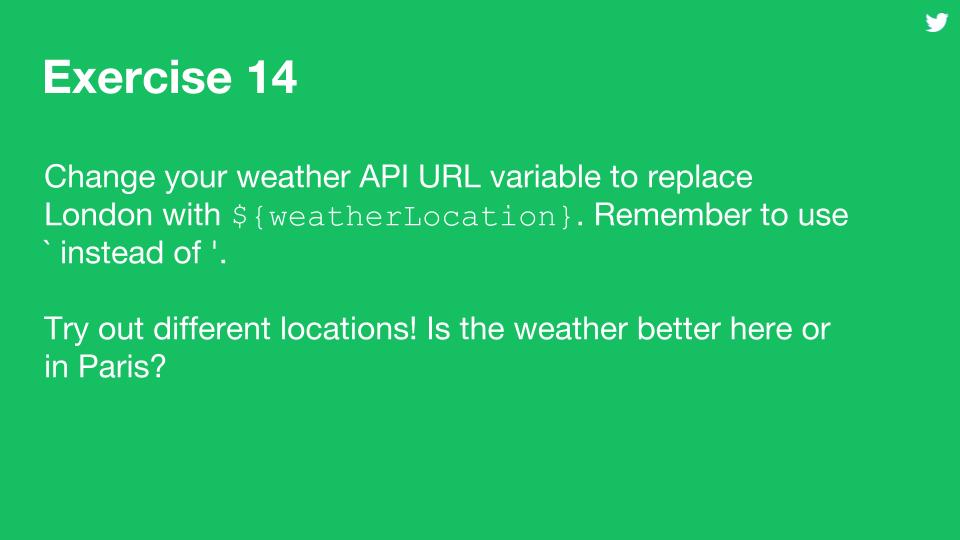 Exercise 14
Change your weather API URL variable to replace
London with ${weatherLocation}. Remember to use
` instead of '.
Try out different locations! Is the weather better here or
in Paris?